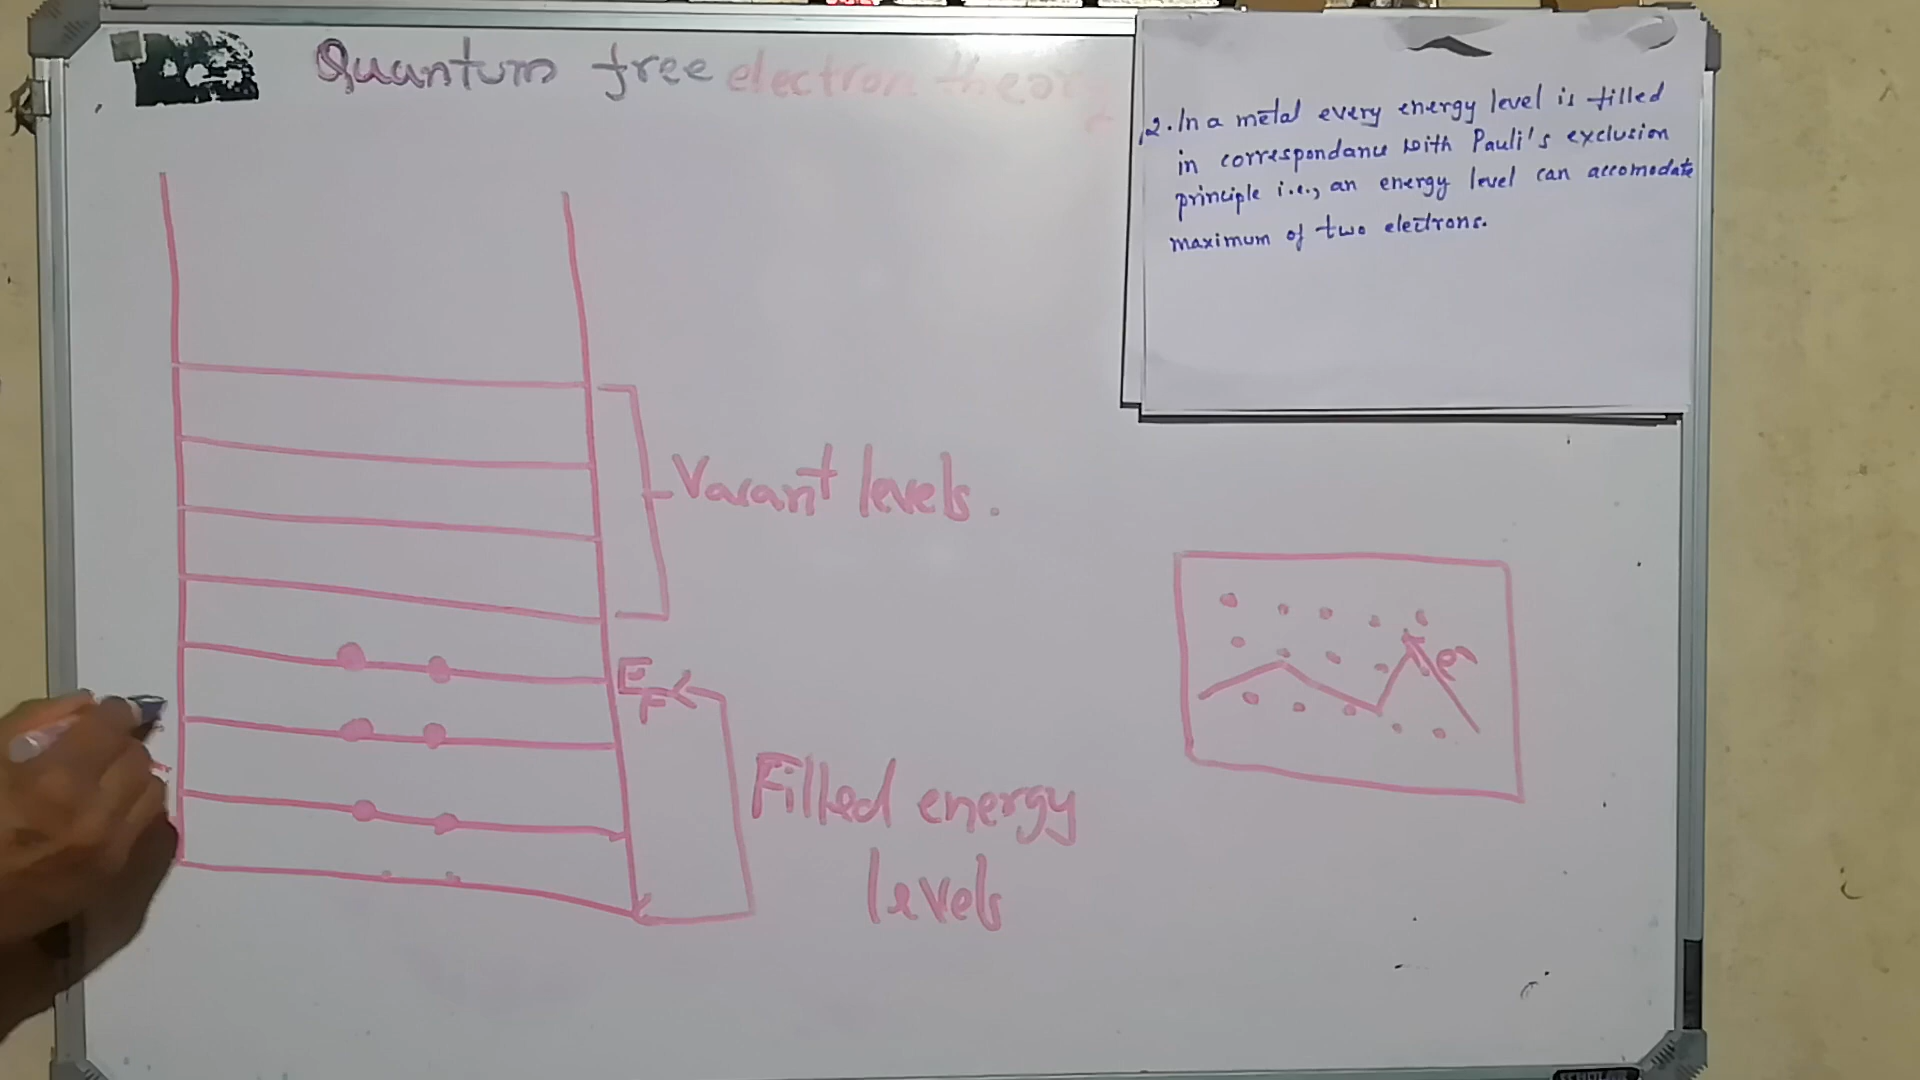 Quantum free electron theory
2. In a metal every energy level is filled
in correspondance with Pauli's exclusion
principle i.e., an energy level can accomodate
maximum of two electrons.
Vacant levels.
EF
e-
Filled energy
levels